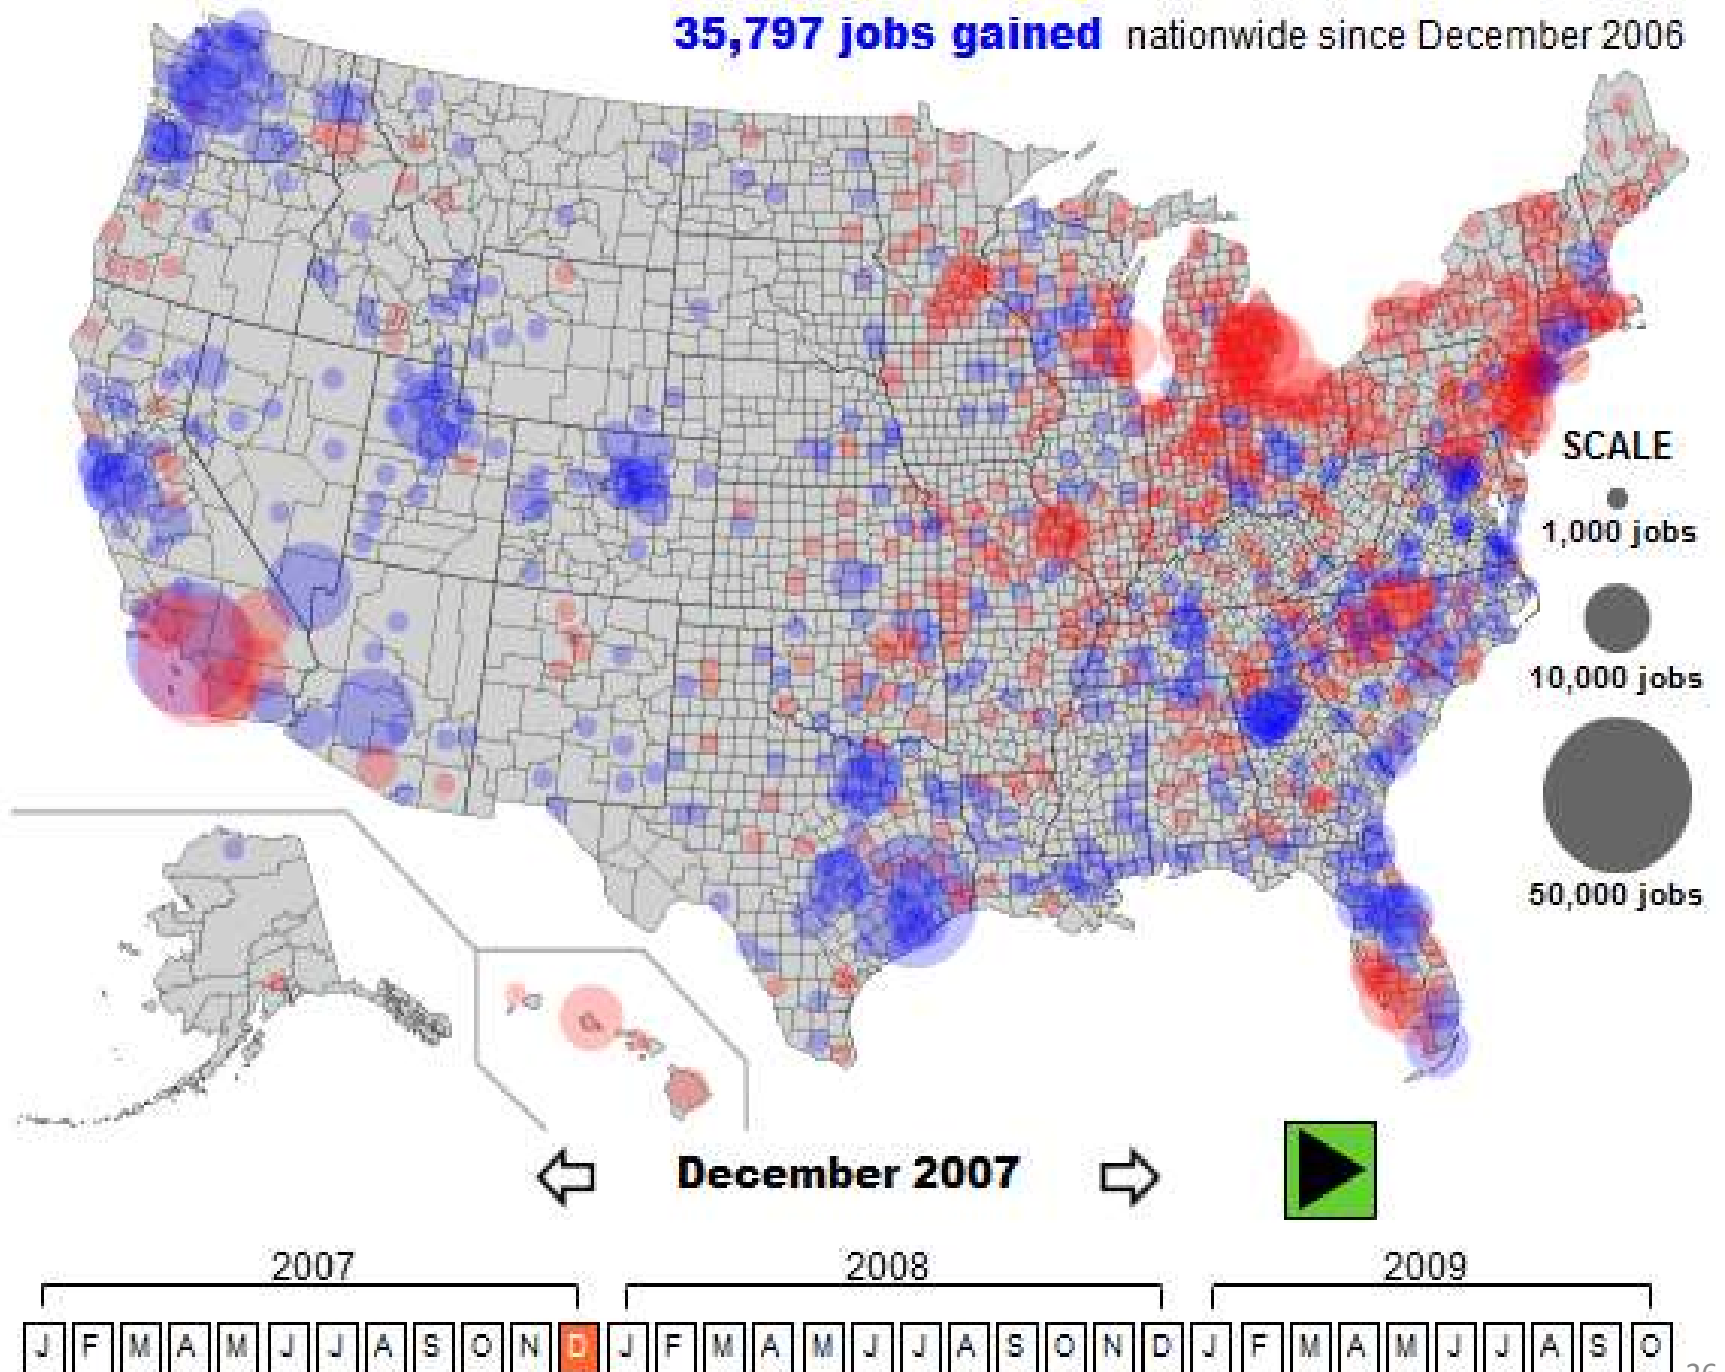 35,797 jobs gained nationwide since December 2006
SCALE
1,000 jobs
10,000 jobs
50,000 jobs
December 2007
2007 2008 2009
J F M A M J J A S O N D J F M A M J J A S O N D J F M A M J J A S O